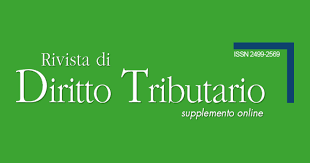 ISSN 2499-2569
Rivista di
Diritto Tributario
supplemento online